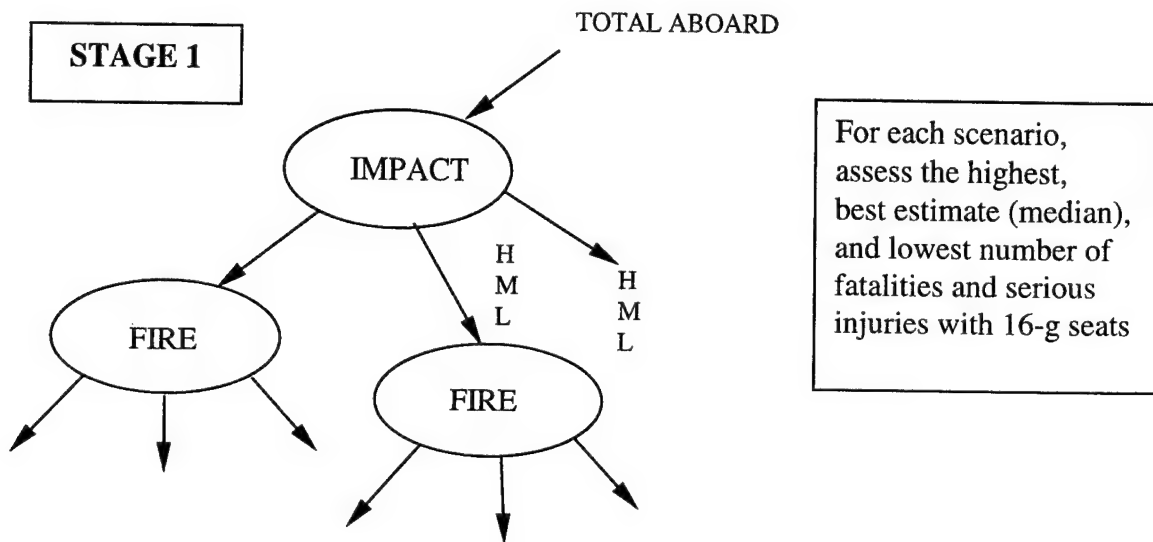 TOTAL ABOARD
STAGE 1
IMPACT
For each scenario,
assess the highest,
best estimate (median),
and lowest number of
fatalities and serious
injuries with 16-g seats
H
M
L
H
M
L
FIRE
FIRE